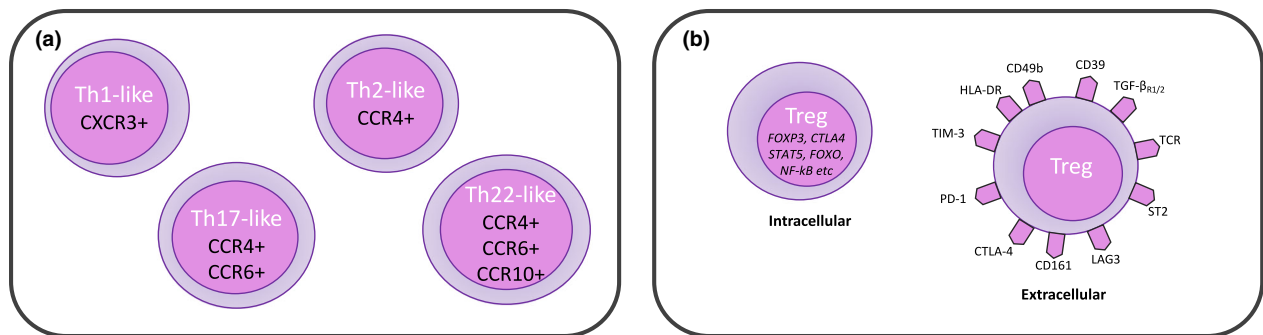 (a)
Th1-like
CXCR3+
Th2-like
CCR4+
Th17-like
CCR4+
CCR6+
Th22-like
CCR4+
CCR6+
CCR10+
(b)
Treg
FOXP3, CTLA4
STAT5, FOXO,
NF-kB etc
Intracellular
CD49b
CD39
HLA-DR
TGF-βR1/2
TIM-3
TCR
Treg
PD-1
ST2
CTLA-4
CD161
LAG3
Extracellular